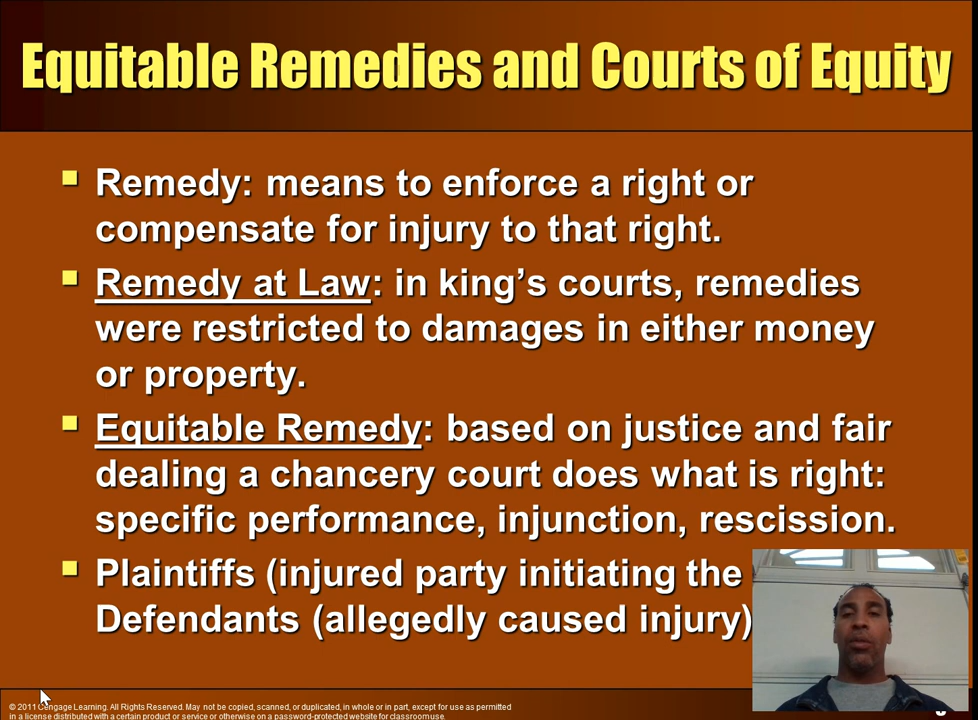 Equitable Remedies and Courts of Equity
Remedy: means to enforce a right or
compensate for injury to that right.
Remedy at Law: in king’s courts, remedies
were restricted to damages in either money
or property.
Equitable Remedy: based on justice and fair
dealing a chancery court does what is right:
specific performance, injunction, rescission.
Plaintiffs (injured party initiating the
Defendants (allegedly caused injury)
© 2011 Cengage Learning. All Rights Reserved. May not be copied, scanned, or duplicated, in whole or in part, except for use as permitted
in a license distributed with a certain product or service or otherwise on a password-protected website for classroom use.